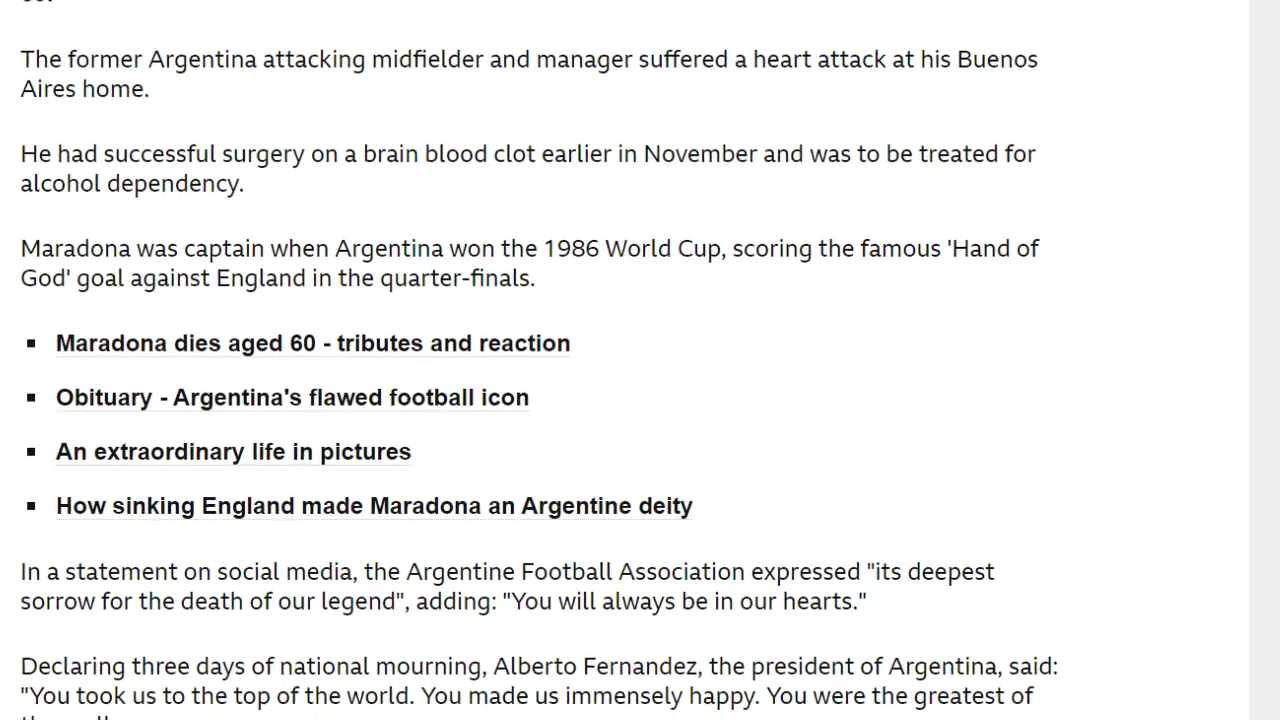 The former Argentina attacking midfielder and manager suffered a heart attack at his Buenos
Aires home.
He had successful surgery on a brain blood clot earlier in November and was to be treated for
alcohol dependency.
Maradona was captain when Argentina won the 1986 World Cup, scoring the famous 'Hand of
God' goal against England in the quarter-finals.
Maradona dies aged 60 - tributes and reaction
Obituary - Argentina's flawed football icon
An extraordinary life in pictures
How sinking England made Maradona an Argentine deity
In a statement on social media, the Argentine Football Association expressed "its deepest
sorrow for the death of our legend", adding: "You will always be in our hearts."
Declaring three days of national mourning, Alberto Fernandez, the president of Argentina, said:
"You took us to the top of the world. You made us immensely happy. You were the greatest of